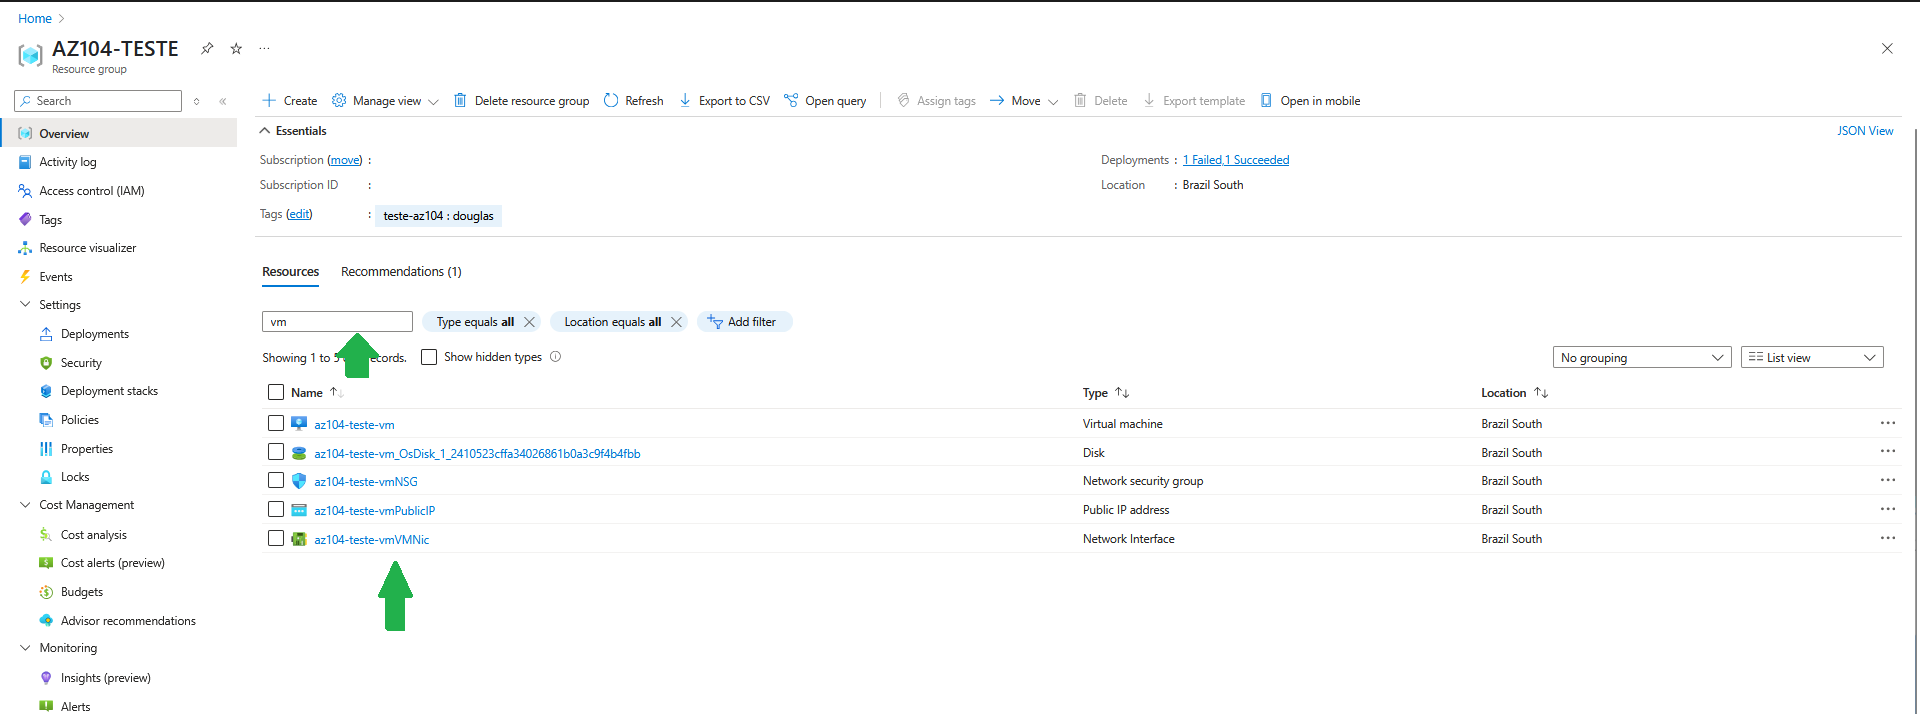 Home
AZ104-TESTE
Resource group
Search
Overview
Activity log
Access control (IAM)
Tags
Resource visualizer
Events
Settings
Deployments
Security
Deployment stacks
Policies
Properties
Locks
Cost Management
Cost analysis
Cost alerts (preview)
Budgets
Advisor recommendations
Monitoring
Insights (preview)
Alerts
Create Manage view Delete resource group Refresh Export to CSV Open query Assign tags Move Delete Export template Open in mobile
Essentials JSON View
Subscription (move) : Deployments : 1 Failed,1 Succeeded
Subscription ID : Location : Brazil South
Tags (edit) : teste-az104 : douglas
Resources Recommendations (1)
vm Type equals all Location equals all Add filter
Showing 1 to 5 records. Show hidden types No grouping List view
Name Type Location
az104-teste-vm Virtual machine Brazil South
az104-teste-vm_OsDisk_1_2410523cffa34026861b0a3c9f4b4fbb Disk Brazil South
az104-teste-vmNSG Network security group Brazil South
az104-teste-vmPublicIP Public IP address Brazil South
az104-teste-vmVMNic Network Interface Brazil South